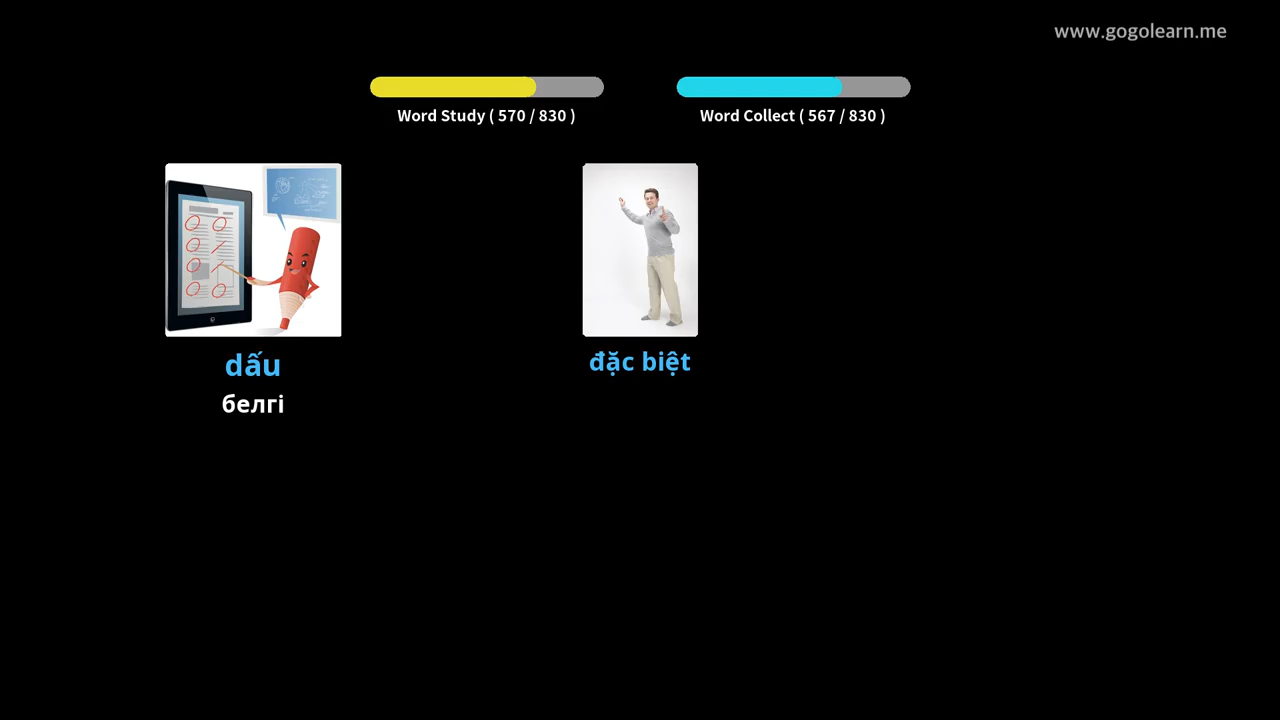 www.gogolearn.me
Word Study ( 570 / 830 )
Word Collect ( 567 / 830 )
dấu
белгі
đặc biệt